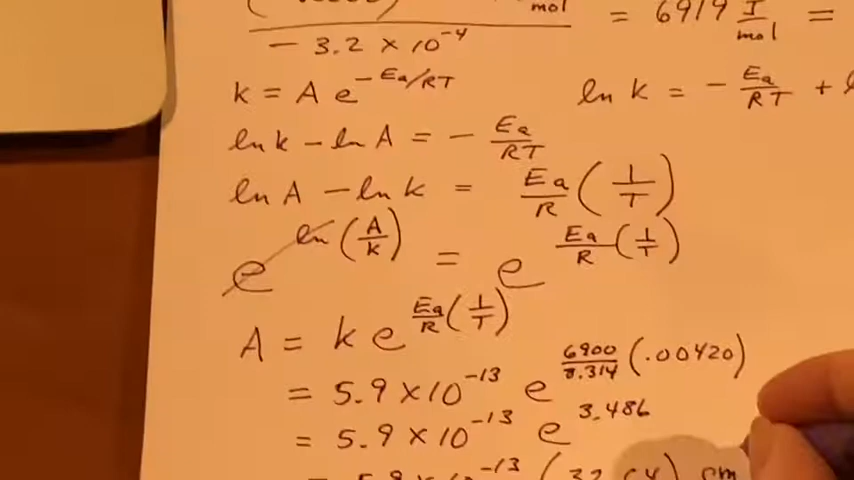 mol = 6919 J/mol =
- 3.2 × 10^-4
k = A e^-Ea/RT ln k = - Ea/RT +
ln k - ln A = - Ea/RT
ln A - ln k = Ea/R (1/T)
e^ln(A/k) = e^Ea/R(1/T)
A = k e^Ea/R(1/T)
= 5.9 × 10^-13 e^6900/8.314(.00420)
= 5.9 × 10^-13 e^3.486